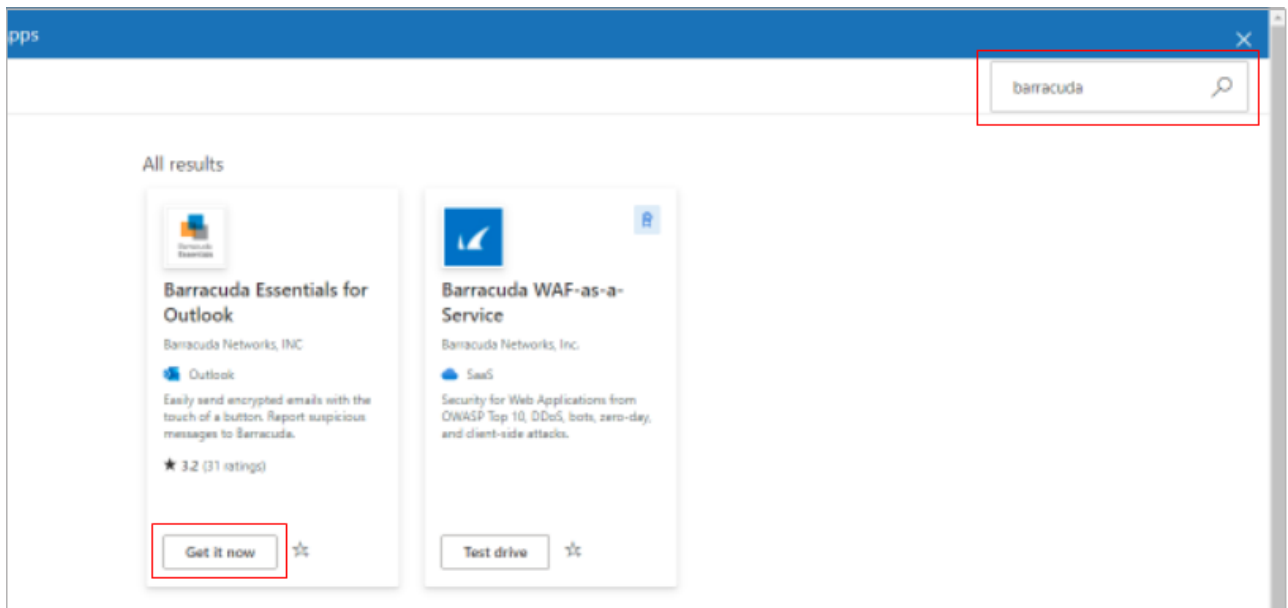 pps
barracuda
All results
Barracuda
Essentials
Barracuda Essentials for
Outlook
Barracuda Networks, INC
Outlook
Easily send encrypted emails with the
touch of a button. Report suspicious
messages to Barracuda.
★ 3.2 (31 ratings)
Get it now
Barracuda WAF-as-a-
Service
Barracuda Networks, Inc.
SaaS
Security for Web Applications from
OWASP Top 10, DDoS, bots, zero-day,
and client-side attacks.
Test drive